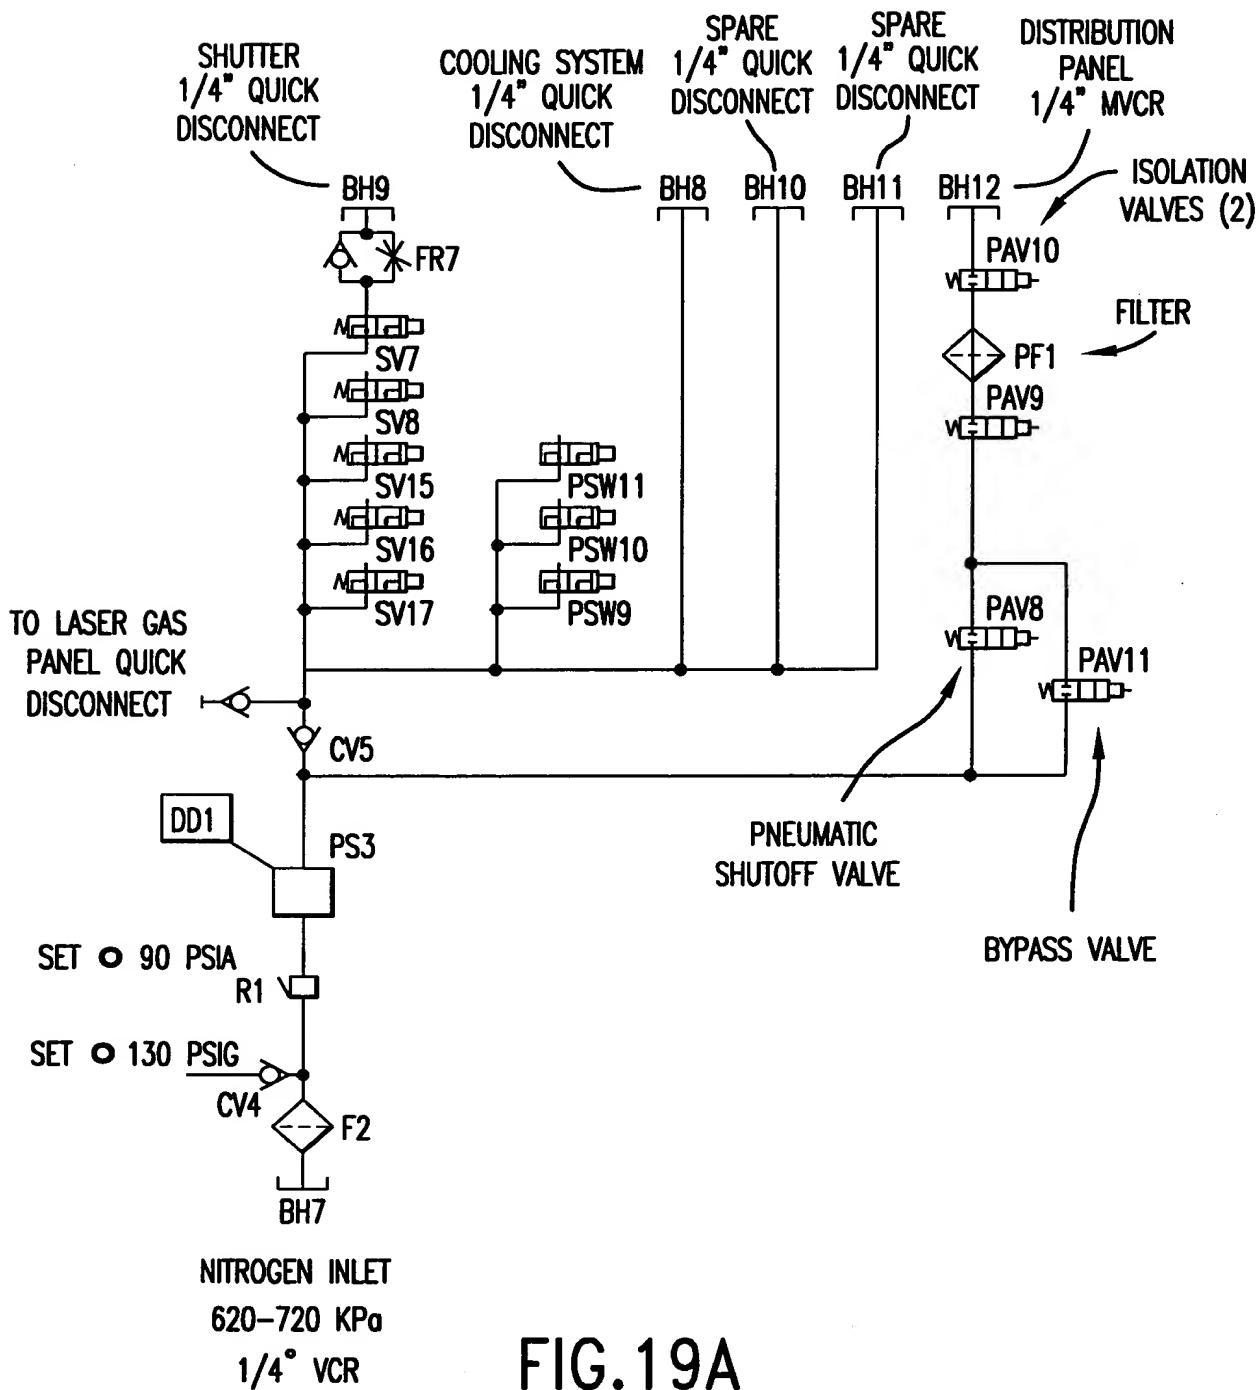 SHUTTER
1/4" QUICK
DISCONNECT
COOLING SYSTEM
1/4" QUICK
DISCONNECT
SPARE
1/4" QUICK
DISCONNECT
SPARE
1/4" QUICK
DISCONNECT
DISTRIBUTION
PANEL
1/4" MVCR
ISOLATION
VALVES (2)
BH9
BH8
BH10
BH11
BH12
FR7
PAV10
FILTER
PF1
SV7
PAV9
SV8
SV15
PSW11
SV16
PSW10
SV17
PSW9
TO LASER GAS
PANEL QUICK
DISCONNECT
PAV8
PAV11
CV5
DD1
PS3
PNEUMATIC
SHUTOFF VALVE
BYPASS VALVE
SET O 90 PSIA
R1
SET O 130 PSIG
CV4
F2
BH7
NITROGEN INLET
620-720 KPa
1/4° VCR
FIG.19A